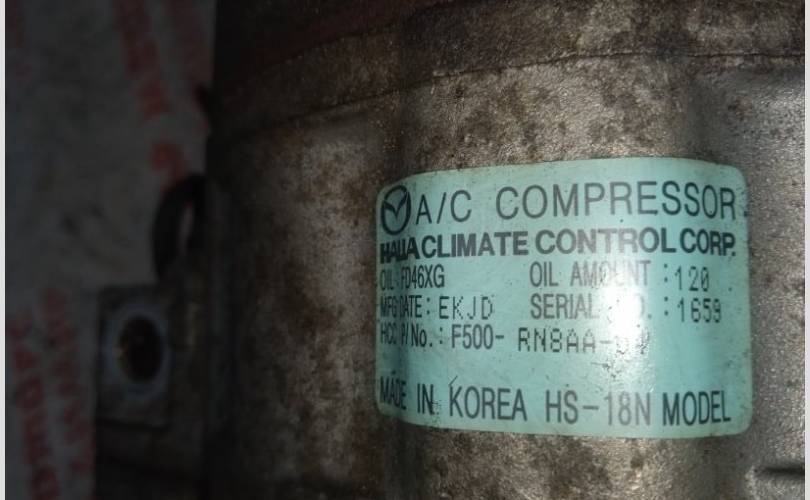 A/C COMPRESSOR
HALLA CLIMATE CONTROL CORP.
OIL: FD46XG OIL AMOUNT : 120
MFG DATE: EKJD SERIAL NO. : 1659
HCC P/No. : F500- RN8AA-
MADE IN KOREA HS-18N MODEL